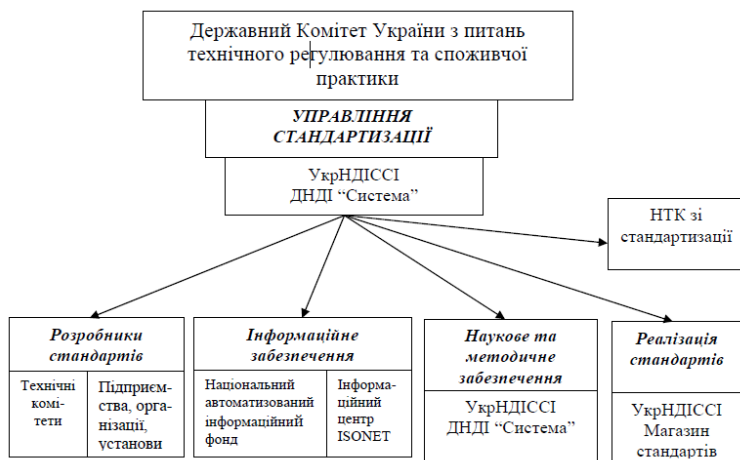 Державний Комітет України з питань
технічного регулювання та споживчої
практики
УПРАВЛІННЯ
СТАНДАРТИЗАЦІЇ
УкрНДІССІ
ДНДІ “Система”
НТК зі
стандартизації
Розробники
стандартів
Технічні
комі-
тети
Підприєм-
ства, орга-
нізації,
установи
Інформаційне
забезпечення
Національний
автоматизований
інформаційний
фонд
Інформа-
ційний
центр
ISONET
Наукове та
методичне
забезпечення
УкрНДІССІ
ДНДІ “Система”
Реалізація
стандартів
УкрНДІССІ
Магазин
стандартів